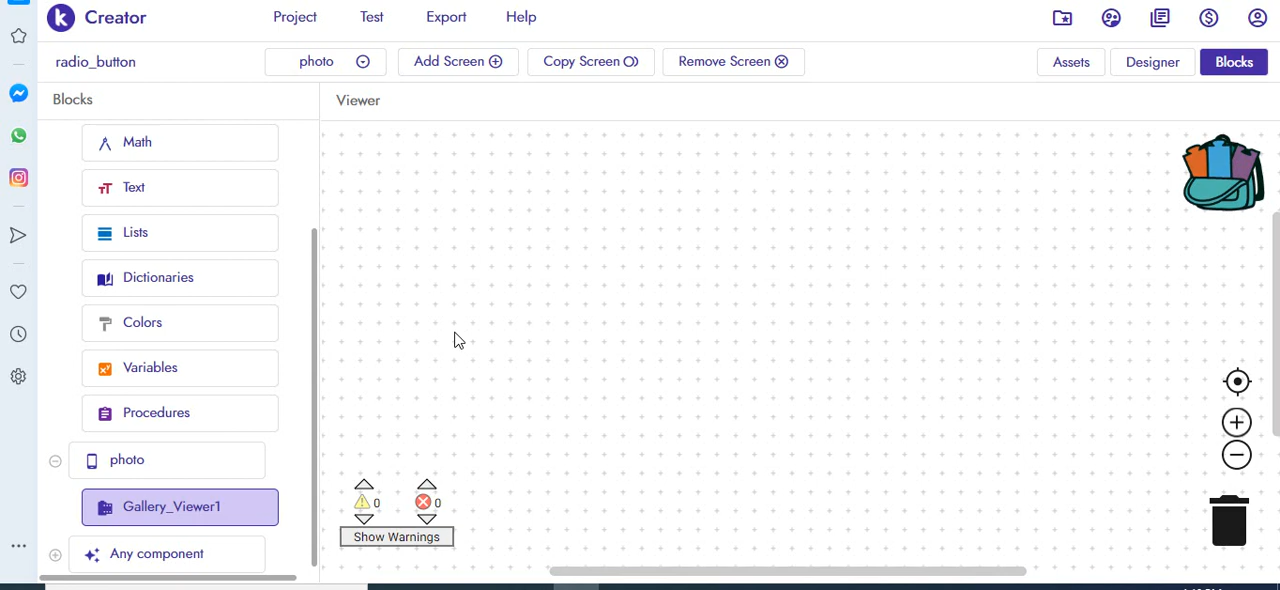 Creator
Project
Test
Export
Help
radio_button
photo
Add Screen
Copy Screen
Remove Screen
Assets
Designer
Blocks
Blocks
Viewer
Math
Text
Lists
Dictionaries
Colors
Variables
Procedures
photo
Gallery_Viewer1
Any component
0
0
Show Warnings